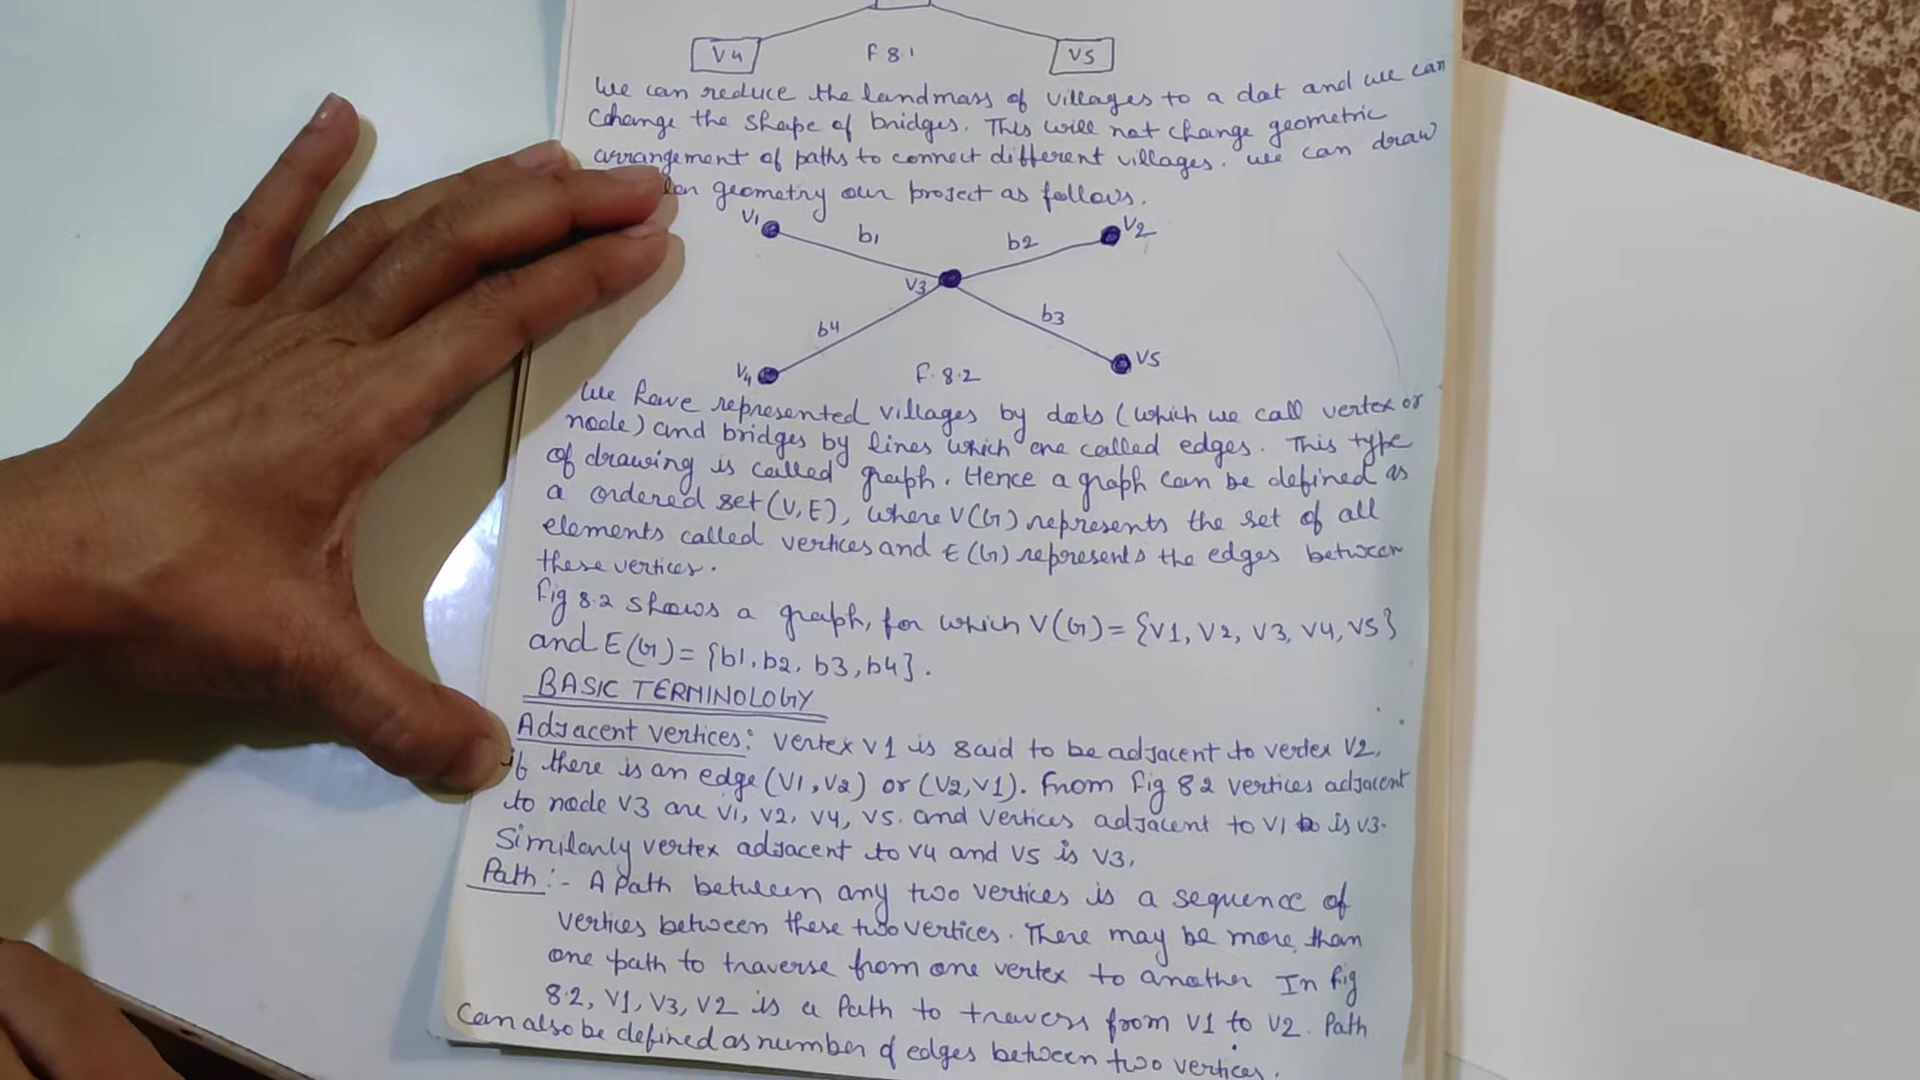 V4 F 8.1 V5
We can reduce the landmass of villages to a dot and we can
change the shape of bridges. This will not change geometric
arrangement of paths to connect different villages. we can draw
geometry our project as follows.
V1 b1 b2 V2
V3
b4 b3
V4 F. 8.2 V5
We have represented villages by dots (which we call vertex or
node) and bridges by lines which are called edges. This type
of drawing is called graph. Hence a graph can be defined as
a ordered set (V, E), where V(G) represents the set of all
elements called vertices and E(G) represents the edges between
these vertices.
Fig 8.2 shows a graph, for which V(G) = {V1, V2, V3, V4, V5}
and E(G) = {b1, b2, b3, b4}.
BASIC TERMINOLOGY
Adjacent vertices: Vertex V1 is said to be adjacent to vertex V2,
if there is an edge (V1, V2) or (V2, V1). From Fig 8 2 vertices adjacent
to node V3 are V1, V2, V4, V5. and Vertices adjacent to V1 is V3.
Similarly vertex adjacent to V4 and V5 is V3.
Path :- A Path between any two vertices is a sequence of
vertices between these two vertices. There may be more than
one path to traverse from one vertex to another In fig
8.2, V1, V3, V2 is a Path to travers from V1 to V2. Path
Can also be defined as number of edges between two vertices.